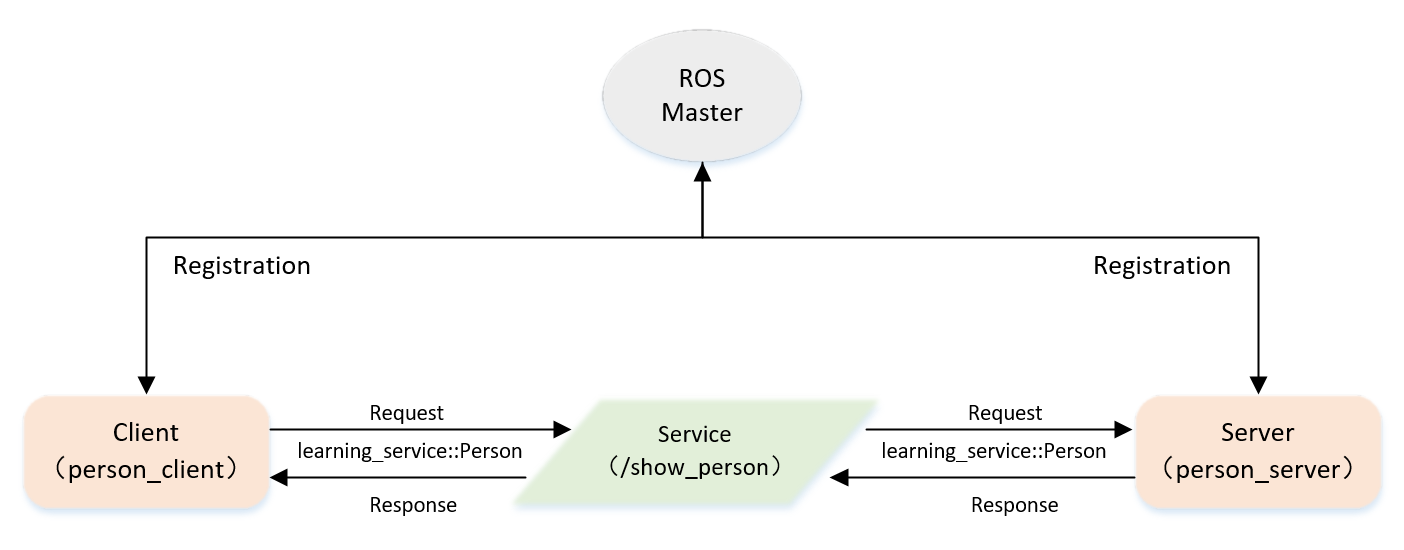 ROS
Master
Registration
Registration
Client
（person_client）
Request
learning_service::Person
Response
Service
（/show_person）
Request
learning_service::Person
Response
Server
（person_server）